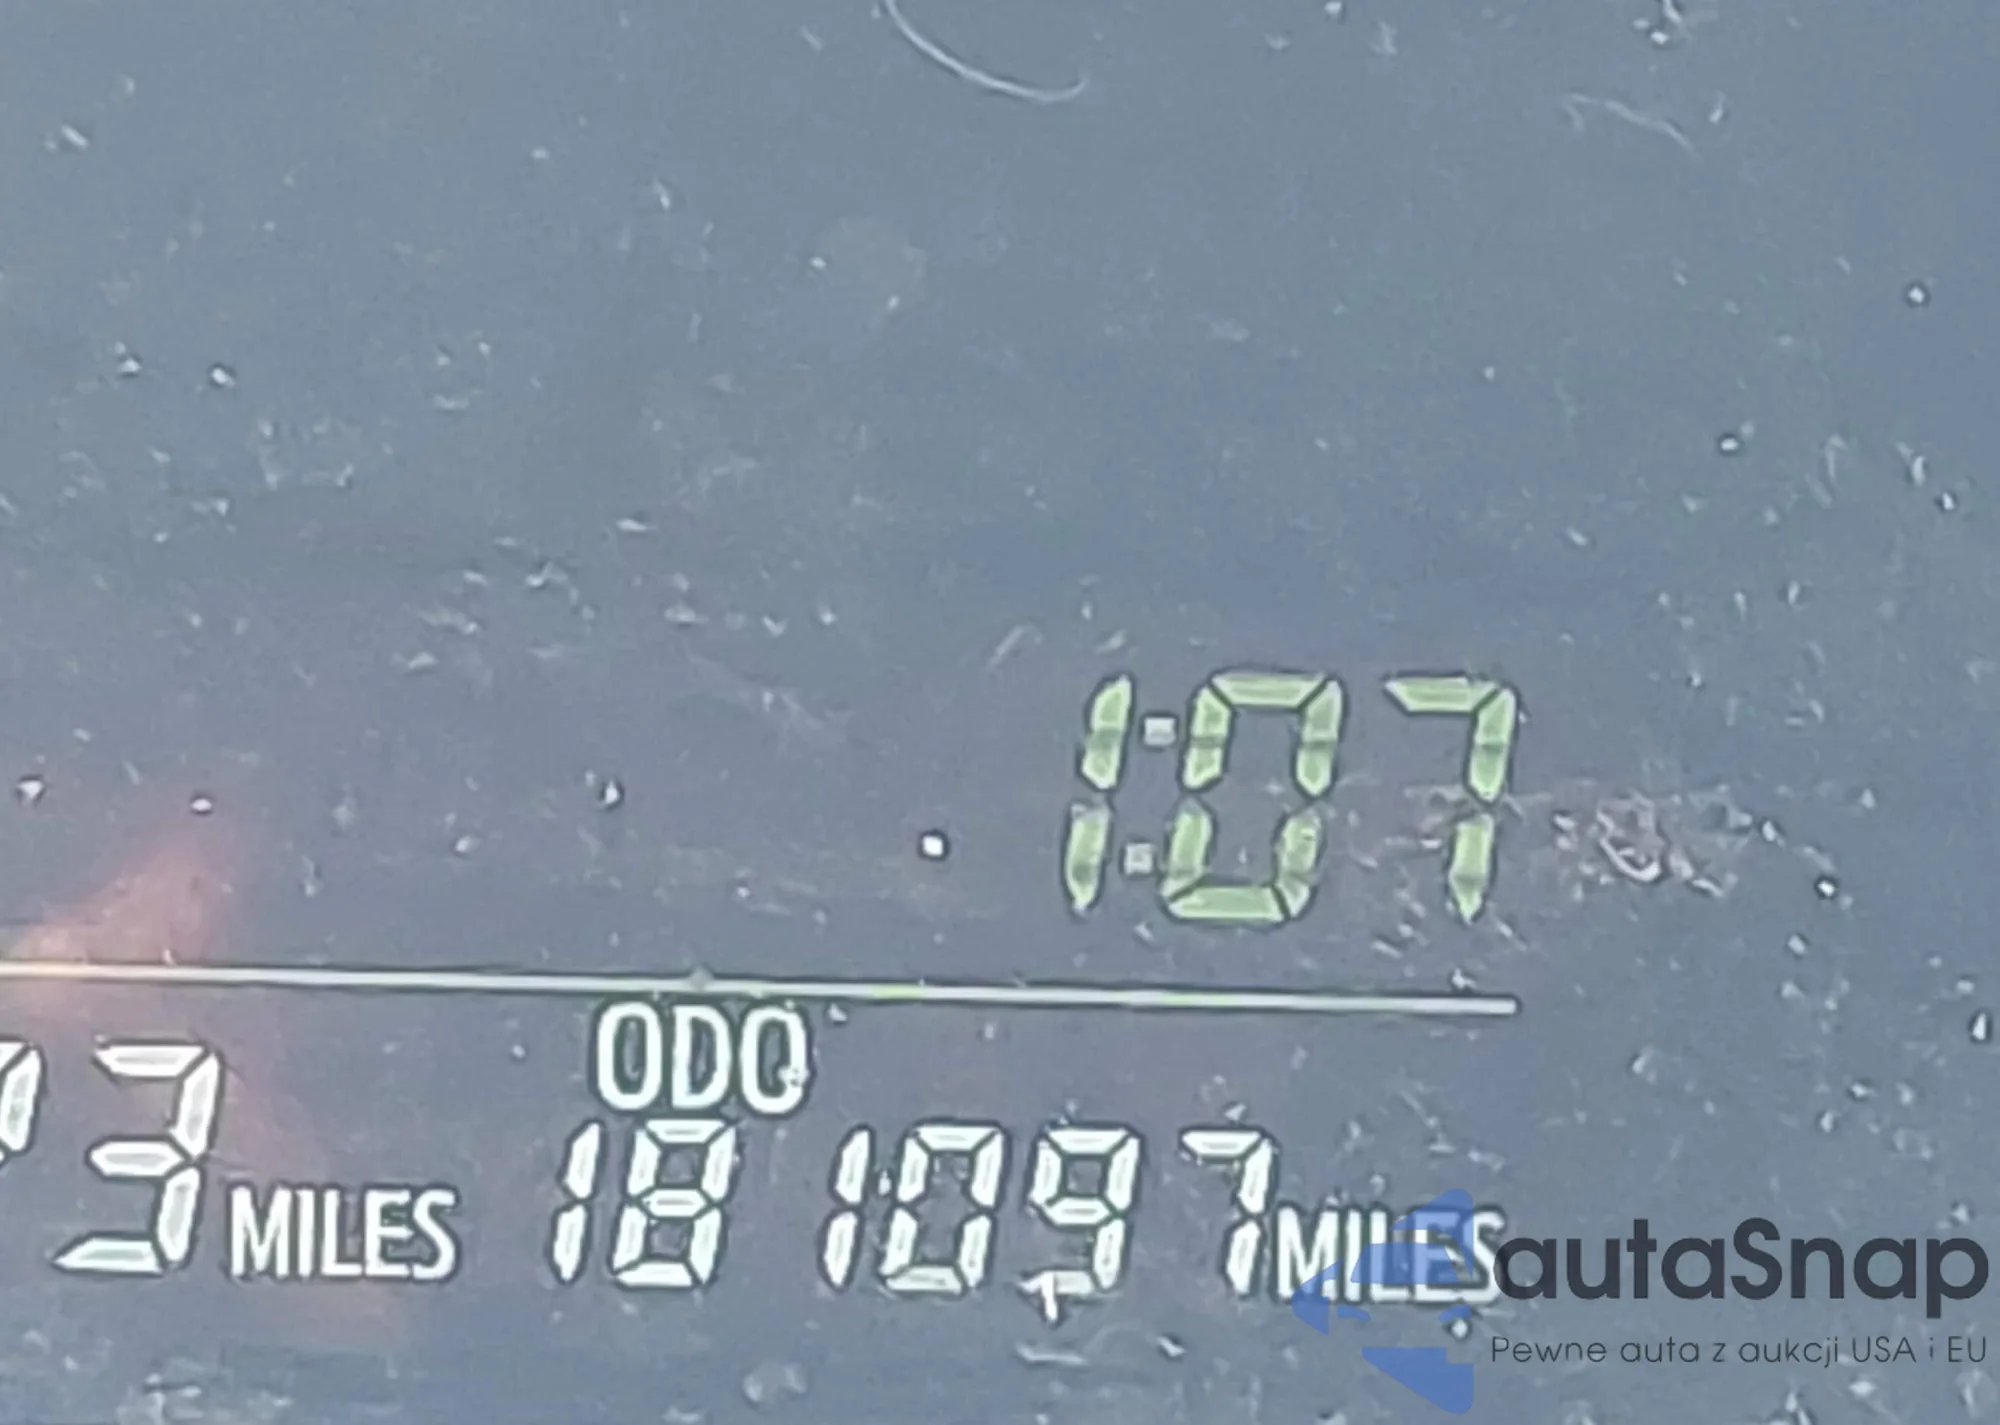 1:07
ODO
3 MILES 181097 MILES
autaSnap
Pewne auta z aukcji USA i EU